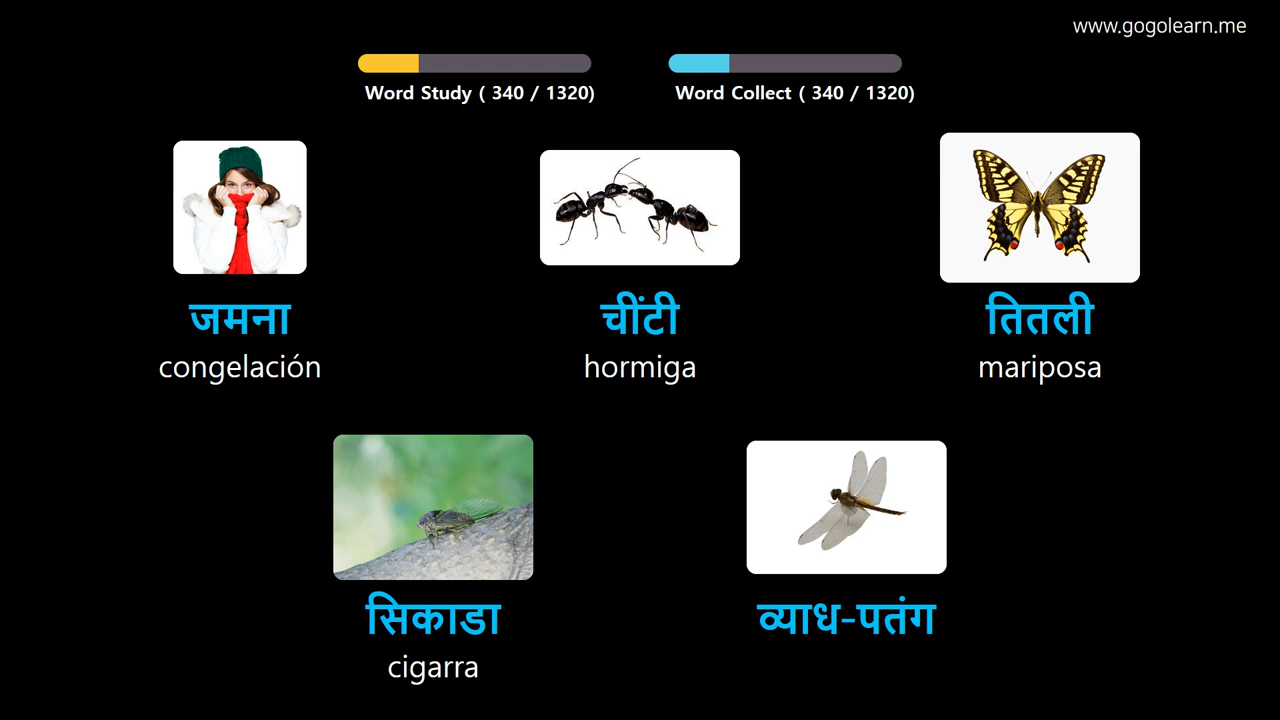 www.gogolearn.me
Word Study ( 340 / 1320)
Word Collect ( 340 / 1320)
जमना
congelación
चींटी
hormiga
तितली
mariposa
सिकाडा
cigarra
व्याध-पतंग